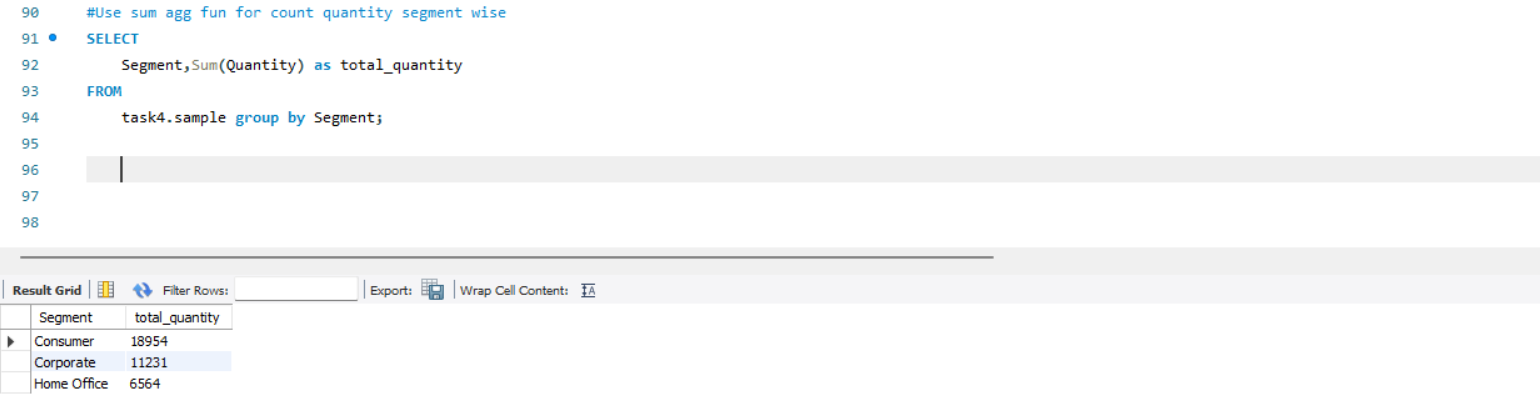 90 #Use sum agg fun for count quantity segment wise
91 SELECT
92 Segment,Sum(Quantity) as total_quantity
93 FROM
94 task4.sample group by Segment;
95
96
97
98
Result Grid Filter Rows: Export: Wrap Cell Content: IA
Segment total_quantity
Consumer 18954
Corporate 11231
Home Office 6564